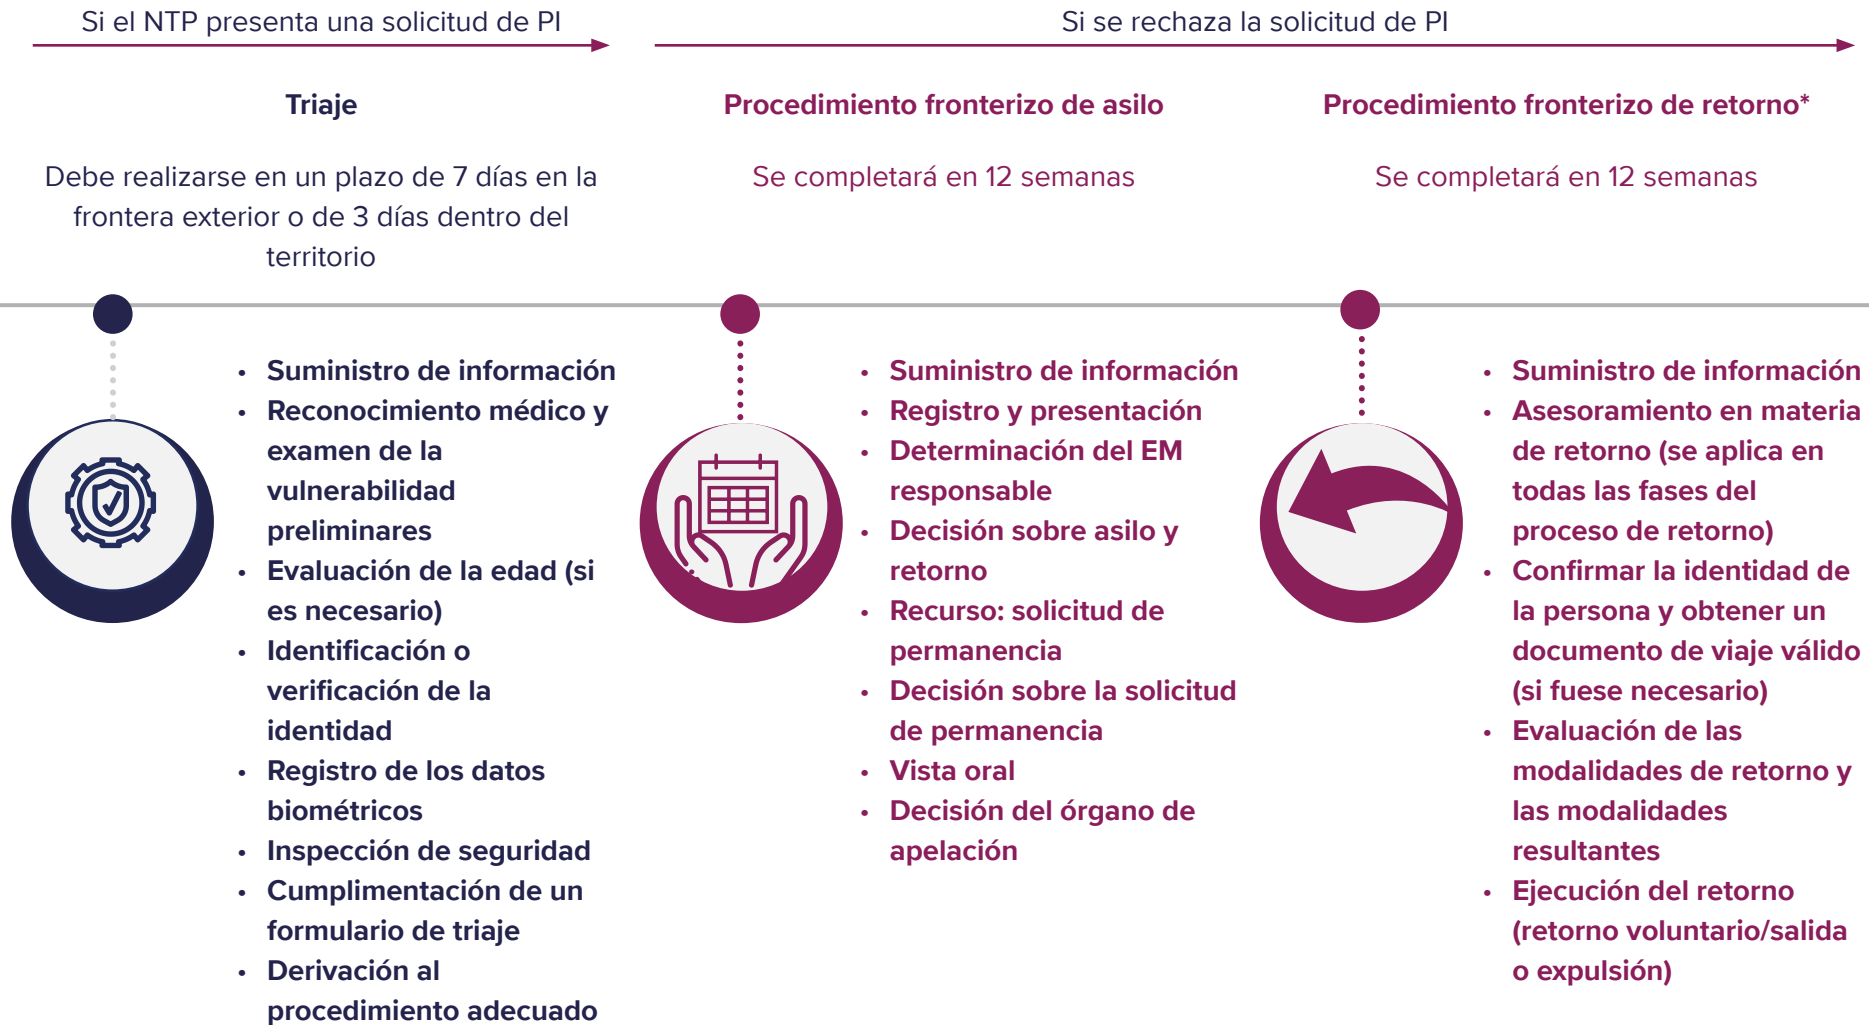 Si el NTP presenta una solicitud de PI
Si se rechaza la solicitud de PI
Triaje
Debe realizarse en un plazo de 7 días en la
frontera exterior o de 3 días dentro del
territorio
Procedimiento fronterizo de asilo
Se completará en 12 semanas
Procedimiento fronterizo de retorno*
Se completará en 12 semanas
• Suministro de información
• Reconocimiento médico y
examen de la
vulnerabilidad
preliminares
• Evaluación de la edad (si
es necesario)
• Identificación o
verificación de la
identidad
• Registro de los datos
biométricos
• Inspección de seguridad
• Cumplimentación de un
formulario de triaje
• Derivación al
procedimiento adecuado
• Suministro de información
• Registro y presentación
• Determinación del EM
responsable
• Decisión sobre asilo y
retorno
• Recurso: solicitud de
permanencia
• Decisión sobre la solicitud
de permanencia
• Vista oral
• Decisión del órgano de
apelación
• Suministro de información
• Asesoramiento en materia
de retorno (se aplica en
todas las fases del
proceso de retorno)
• Confirmar la identidad de
la persona y obtener un
documento de viaje válido
(si fuese necesario)
• Evaluación de las
modalidades de retorno y
las modalidades
resultantes
• Ejecución del retorno
(retorno voluntario/salida
o expulsión)